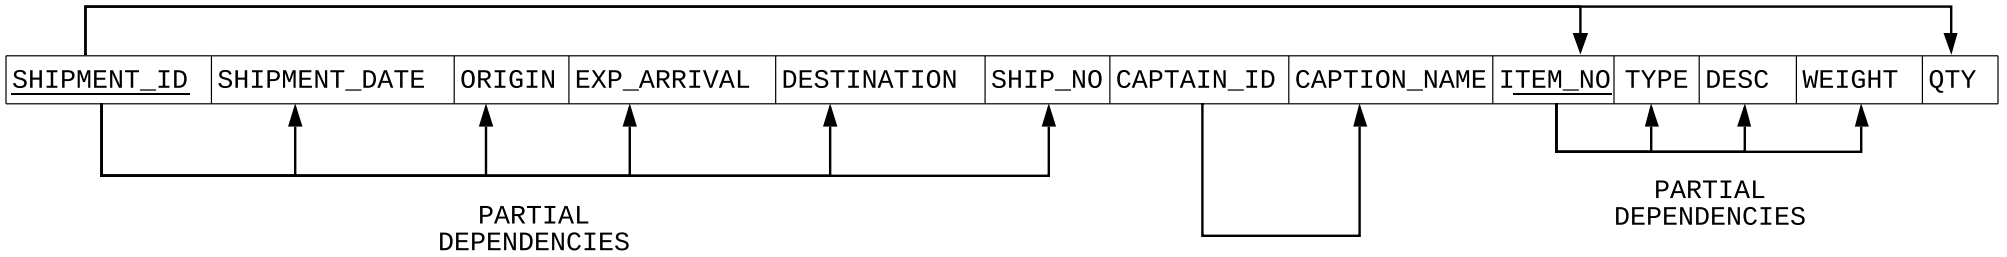 SHIPMENT_ID SHIPMENT_DATE ORIGIN EXP_ARRIVAL DESTINATION SHIP_NO CAPTAIN_ID CAPTION_NAME ITEM_NO TYPE DESC WEIGHT QTY
PARTIAL
DEPENDENCIES
PARTIAL
DEPENDENCIES